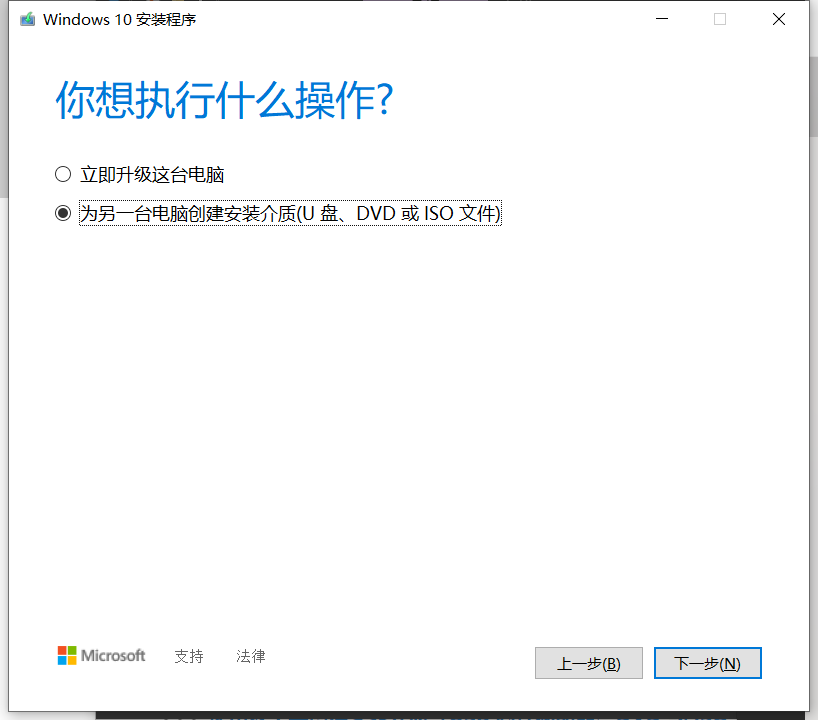 Windows 10 安装程序
你想执行什么操作?
立即升级这台电脑
为另一台电脑创建安装介质(U 盘、DVD 或 ISO 文件)
Microsoft 支持 法律 上一步(B) 下一步(N)